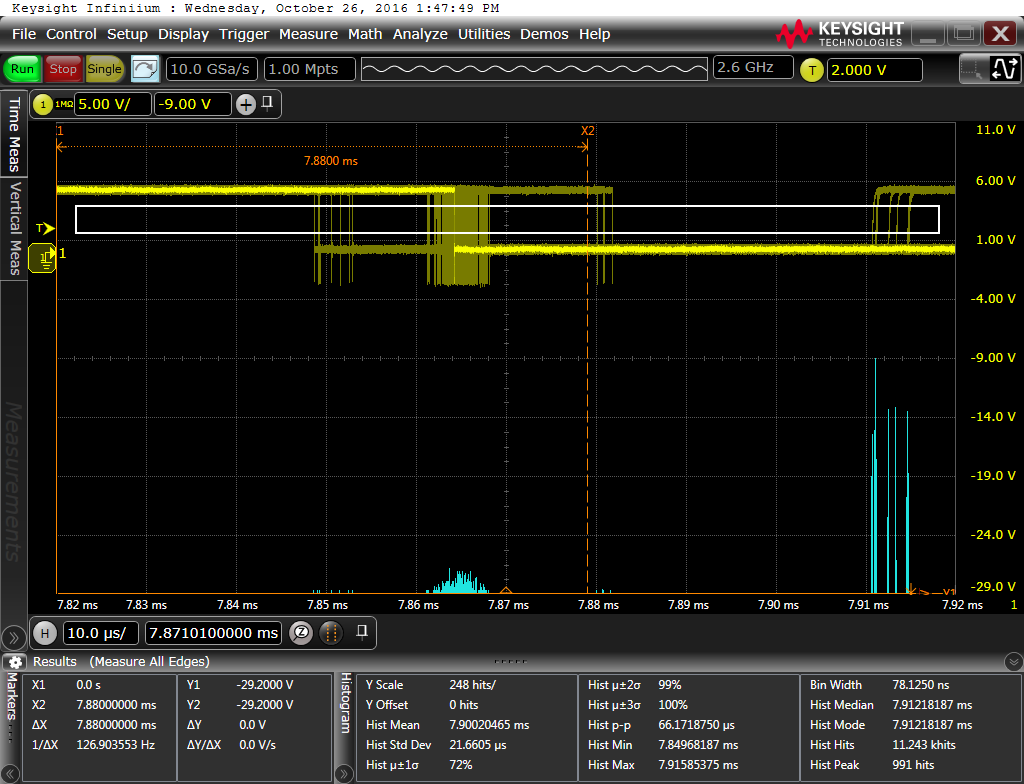 Keysight Infiniium : Wednesday, October 26, 2016 1:47:49 PM
File Control Setup Display Trigger Measure Math Analyze Utilities Demos Help
KEYSIGHT
TECHNOLOGIES
Run Stop Single 10.0 GSa/s 1.00 Mpts 2.6 GHz T 2.000 V
1 1MΩ 5.00 V/ -9.00 V
Time Meas
Vertical Meas
Measurements
1 X2 11.0 V
7.8800 ms
6.00 V
T
1.00 V
1 1
-4.00 V
-9.00 V
-14.0 V
-19.0 V
-24.0 V
-29.0 V
Y1
7.82 ms 7.83 ms 7.84 ms 7.85 ms 7.86 ms 7.87 ms 7.88 ms 7.89 ms 7.90 ms 7.91 ms 7.92 ms 1
H 10.0 µs/ 7.8710100000 ms
Results (Measure All Edges)
Markers...
X1 0.0 s Y1 -29.2000 V
X2 7.88000000 ms Y2 -29.2000 V
ΔX 7.88000000 ms ΔY 0.0 V
1/ΔX 126.903553 Hz ΔY/ΔX 0.0 V/s
Histogram
Y Scale 248 hits/ Hist µ±2σ 99% Bin Width 78.1250 ns
Y Offset 0 hits Hist µ±3σ 100% Hist Median 7.91218187 ms
Hist Mean 7.90020465 ms Hist p-p 66.1718750 µs Hist Mode 7.91218187 ms
Hist Std Dev 21.6605 µs Hist Min 7.84968187 ms Hist Hits 11.243 khits
Hist µ±1σ 72% Hist Max 7.91585375 ms Hist Peak 991 hits